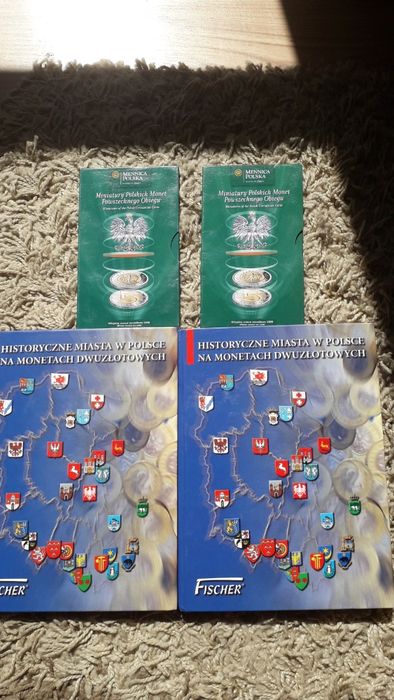 MENNICA
POLSKA
Miniatury Polskich Monet
Powszechnego Obiegu
MENNICA
POLSKA
Miniatury Polskich Monet
Powszechnego Obiegu
HISTORYCZNE MIASTA W POLSCE
NA MONETACH DWUZŁOTOWYCH
FISCHER®
HISTORYCZNE MIASTA W POLSCE
NA MONETACH DWUZŁOTOWYCH
FISCHER®